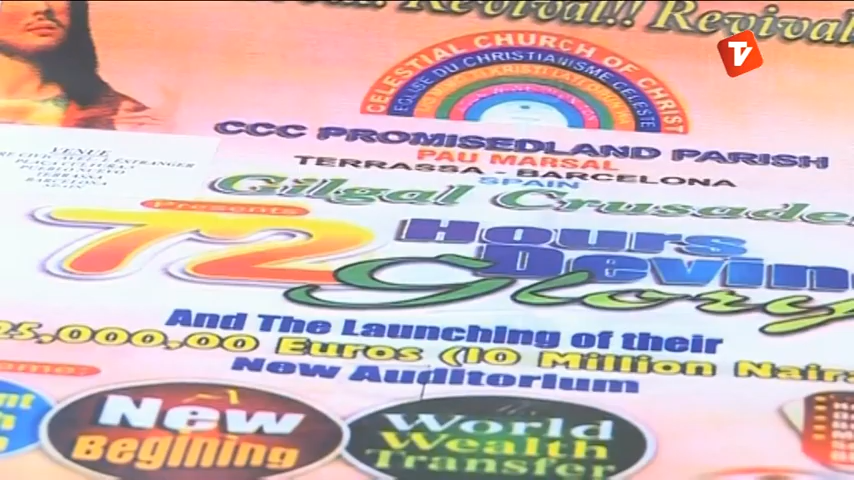 Revival!! Revival
TV
CELESTIAL CHURCH OF CHRIST
EGLISE DU CHRISTIANISME CELESTE
CCC PROMISEDLAND PARISH
PAU MARSAL
TERRASSA - BARCELONA
SPAIN
VENUE
BARCELONA
Gilgal Crusade
Presents
72 Hours
Devine
Glory
And The Launching of their
25,000,00 Euros (10 Million Naira
New Auditorium
A
New
Begining
World
Wealth
Transfer